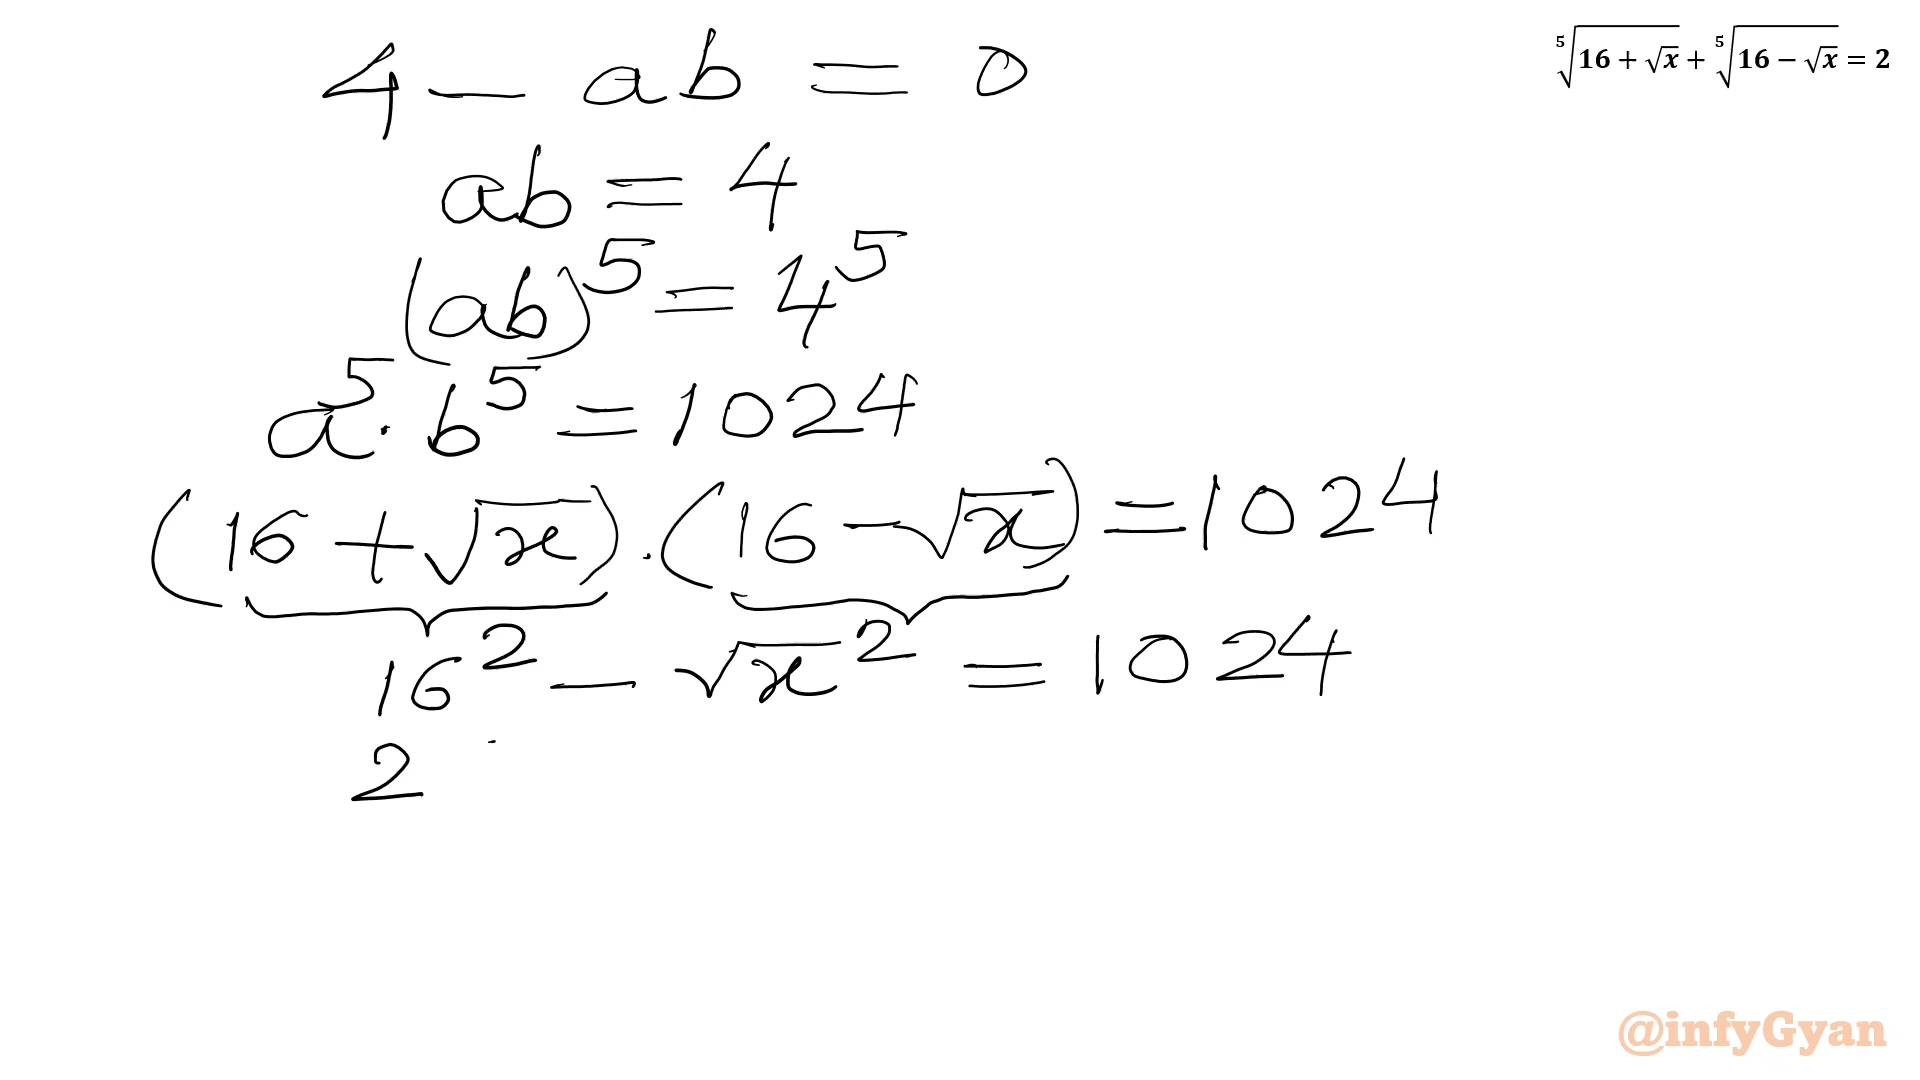 ⁵√(16 + √x) + ⁵√(16 − √x) = 2
4 − ab = 0
ab = 4
(ab)⁵ = 4⁵
a⁵ · b⁵ = 1024
(16 + √x) · (16 − √x) = 1024
16² − √x² = 1024
2
@infyGyan